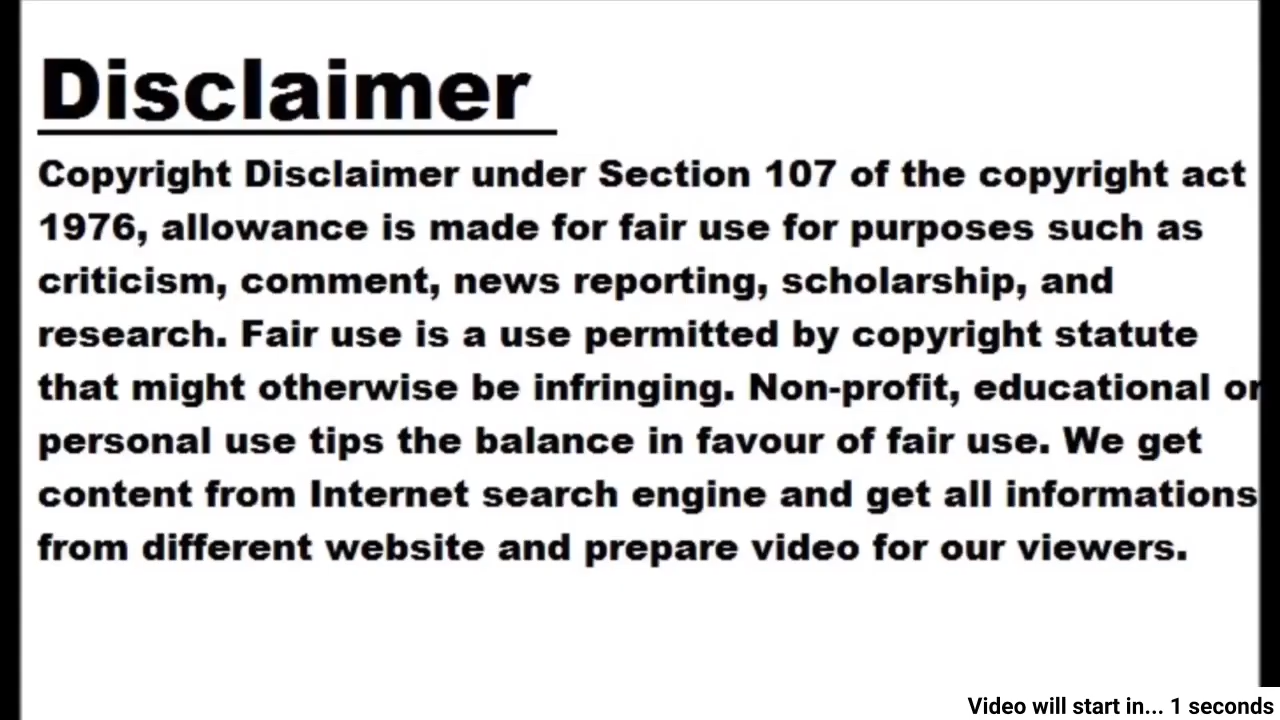 Disclaimer
Copyright Disclaimer under Section 107 of the copyright act
1976, allowance is made for fair use for purposes such as
criticism, comment, news reporting, scholarship, and
research. Fair use is a use permitted by copyright statute
that might otherwise be infringing. Non-profit, educational or
personal use tips the balance in favour of fair use. We get
content from Internet search engine and get all informations
from different website and prepare video for our viewers.
Video will start in... 1 seconds